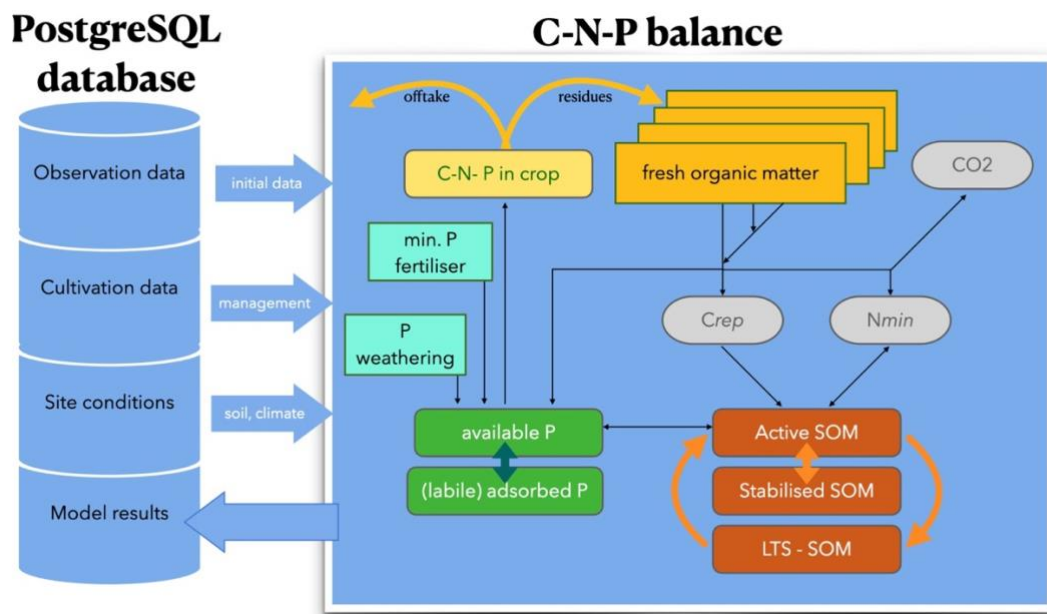 PostgreSQL
database
C-N-P balance
Observation data
Cultivation data
Site conditions
Model results
initial data
management
soil, climate
offtake
residues
C-N- P in crop
fresh organic matter
CO2
min. P
fertiliser
P
weathering
Crep
Nmin
available P
(labile) adsorbed P
Active SOM
Stabilised SOM
LTS - SOM